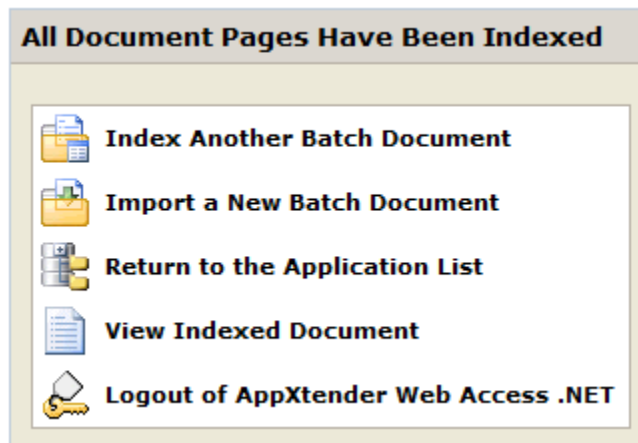 All Document Pages Have Been Indexed
Index Another Batch Document
Import a New Batch Document
Return to the Application List
View Indexed Document
Logout of AppXtender Web Access .NET